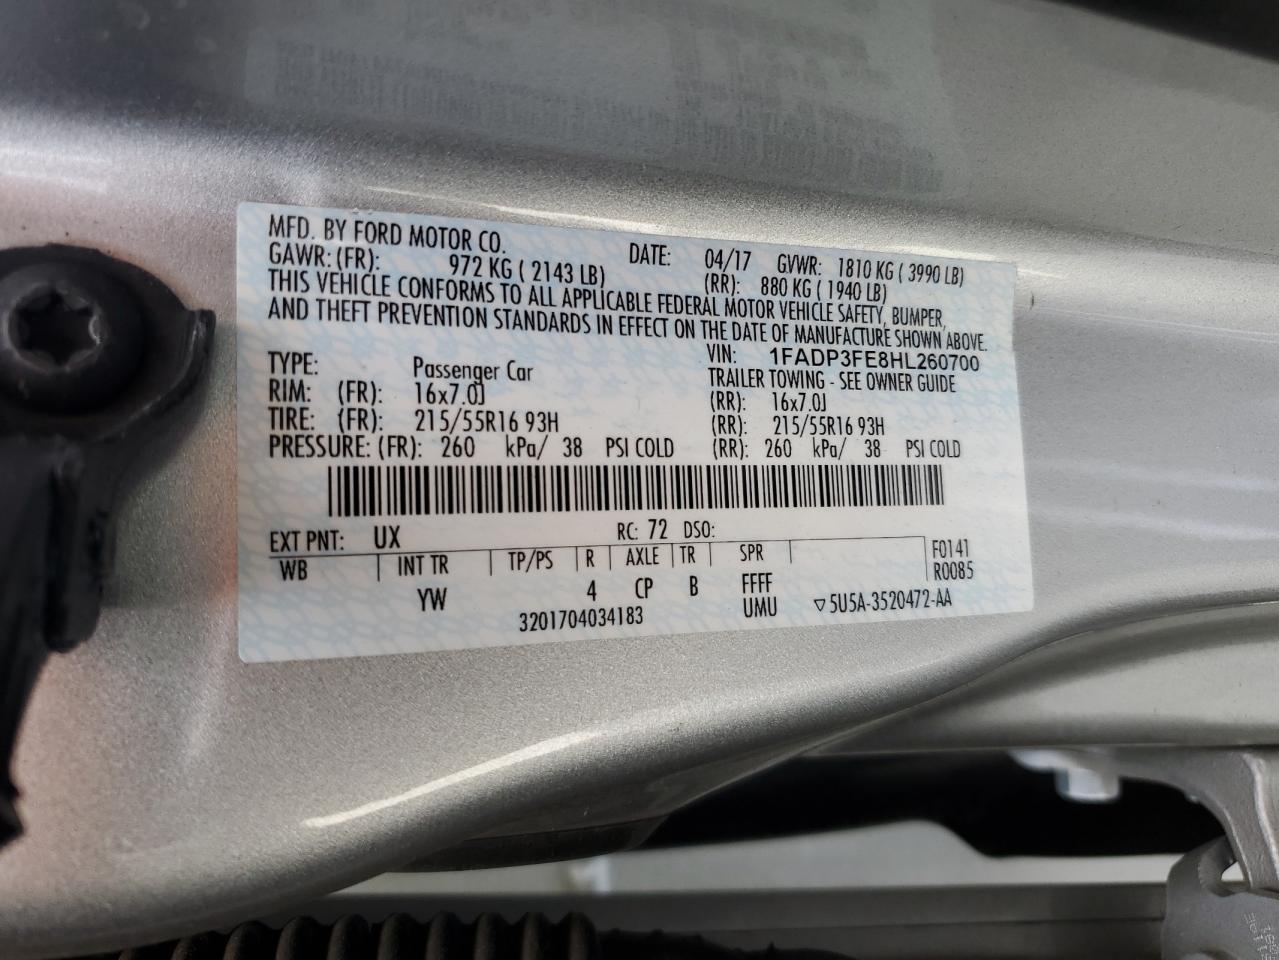 MFD. BY FORD MOTOR CO. DATE: 04/17 GVWR: 1810 KG ( 3990 LB)
GAWR: (FR): 972 KG ( 2143 LB) (RR): 880 KG ( 1940 LB)
THIS VEHICLE CONFORMS TO ALL APPLICABLE FEDERAL MOTOR VEHICLE SAFETY, BUMPER,
AND THEFT PREVENTION STANDARDS IN EFFECT ON THE DATE OF MANUFACTURE SHOWN ABOVE.
VIN: 1FADP3FE8HL260700
TYPE: Passenger Car TRAILER TOWING - SEE OWNER GUIDE
RIM: (FR): 16x7.0J (RR): 16x7.0J
TIRE: (FR): 215/55R16 93H (RR): 215/55R16 93H
PRESSURE: (FR): 260 kPa/ 38 PSI COLD (RR): 260 kPa/ 38 PSI COLD
EXT PNT: UX RC: 72 DSO:
WB INT TR TP/PS R AXLE TR SPR F0141
R0085
YW 4 CP B FFFF
3201704034183 UMU ▽5U5A-3520472-AA